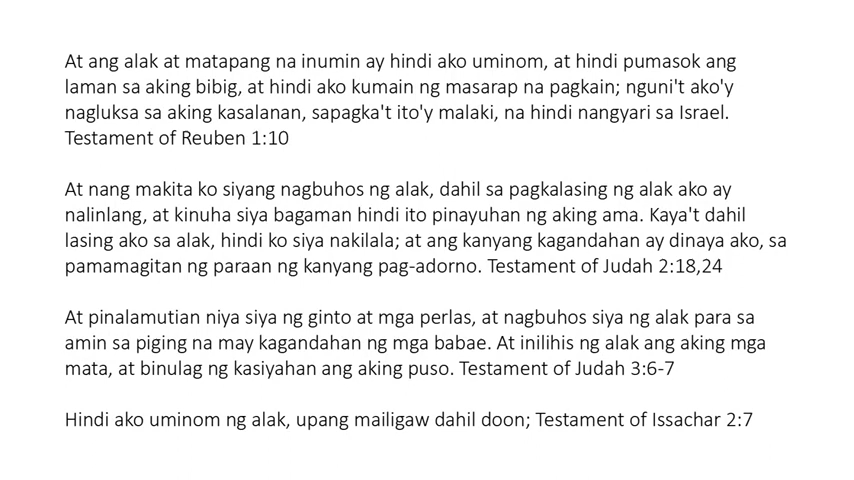 At ang alak at matapang na inumin ay hindi ako uminom, at hindi pumasok ang
laman sa aking bibig, at hindi ako kumain ng masarap na pagkain; nguni't ako'y
nagluksa sa aking kasalanan, sapagka't ito'y malaki, na hindi nangyari sa Israel.
Testament of Reuben 1:10
At nang makita ko siyang nagbuhos ng alak, dahil sa pagkalasing ng alak ako ay
nalinlang, at kinuha siya bagaman hindi ito pinayuhan ng aking ama. Kaya't dahil
lasing ako sa alak, hindi ko siya nakilala; at ang kanyang kagandahan ay dinaya ako, sa
pamamagitan ng paraan ng kanyang pag-adorno. Testament of Judah 2:18,24
At pinalamutian niya siya ng ginto at mga perlas, at nagbuhos siya ng alak para sa
amin sa piging na may kagandahan ng mga babae. At inilihis ng alak ang aking mga
mata, at binulag ng kasiyahan ang aking puso. Testament of Judah 3:6-7
Hindi ako uminom ng alak, upang mailigaw dahil doon; Testament of Issachar 2:7